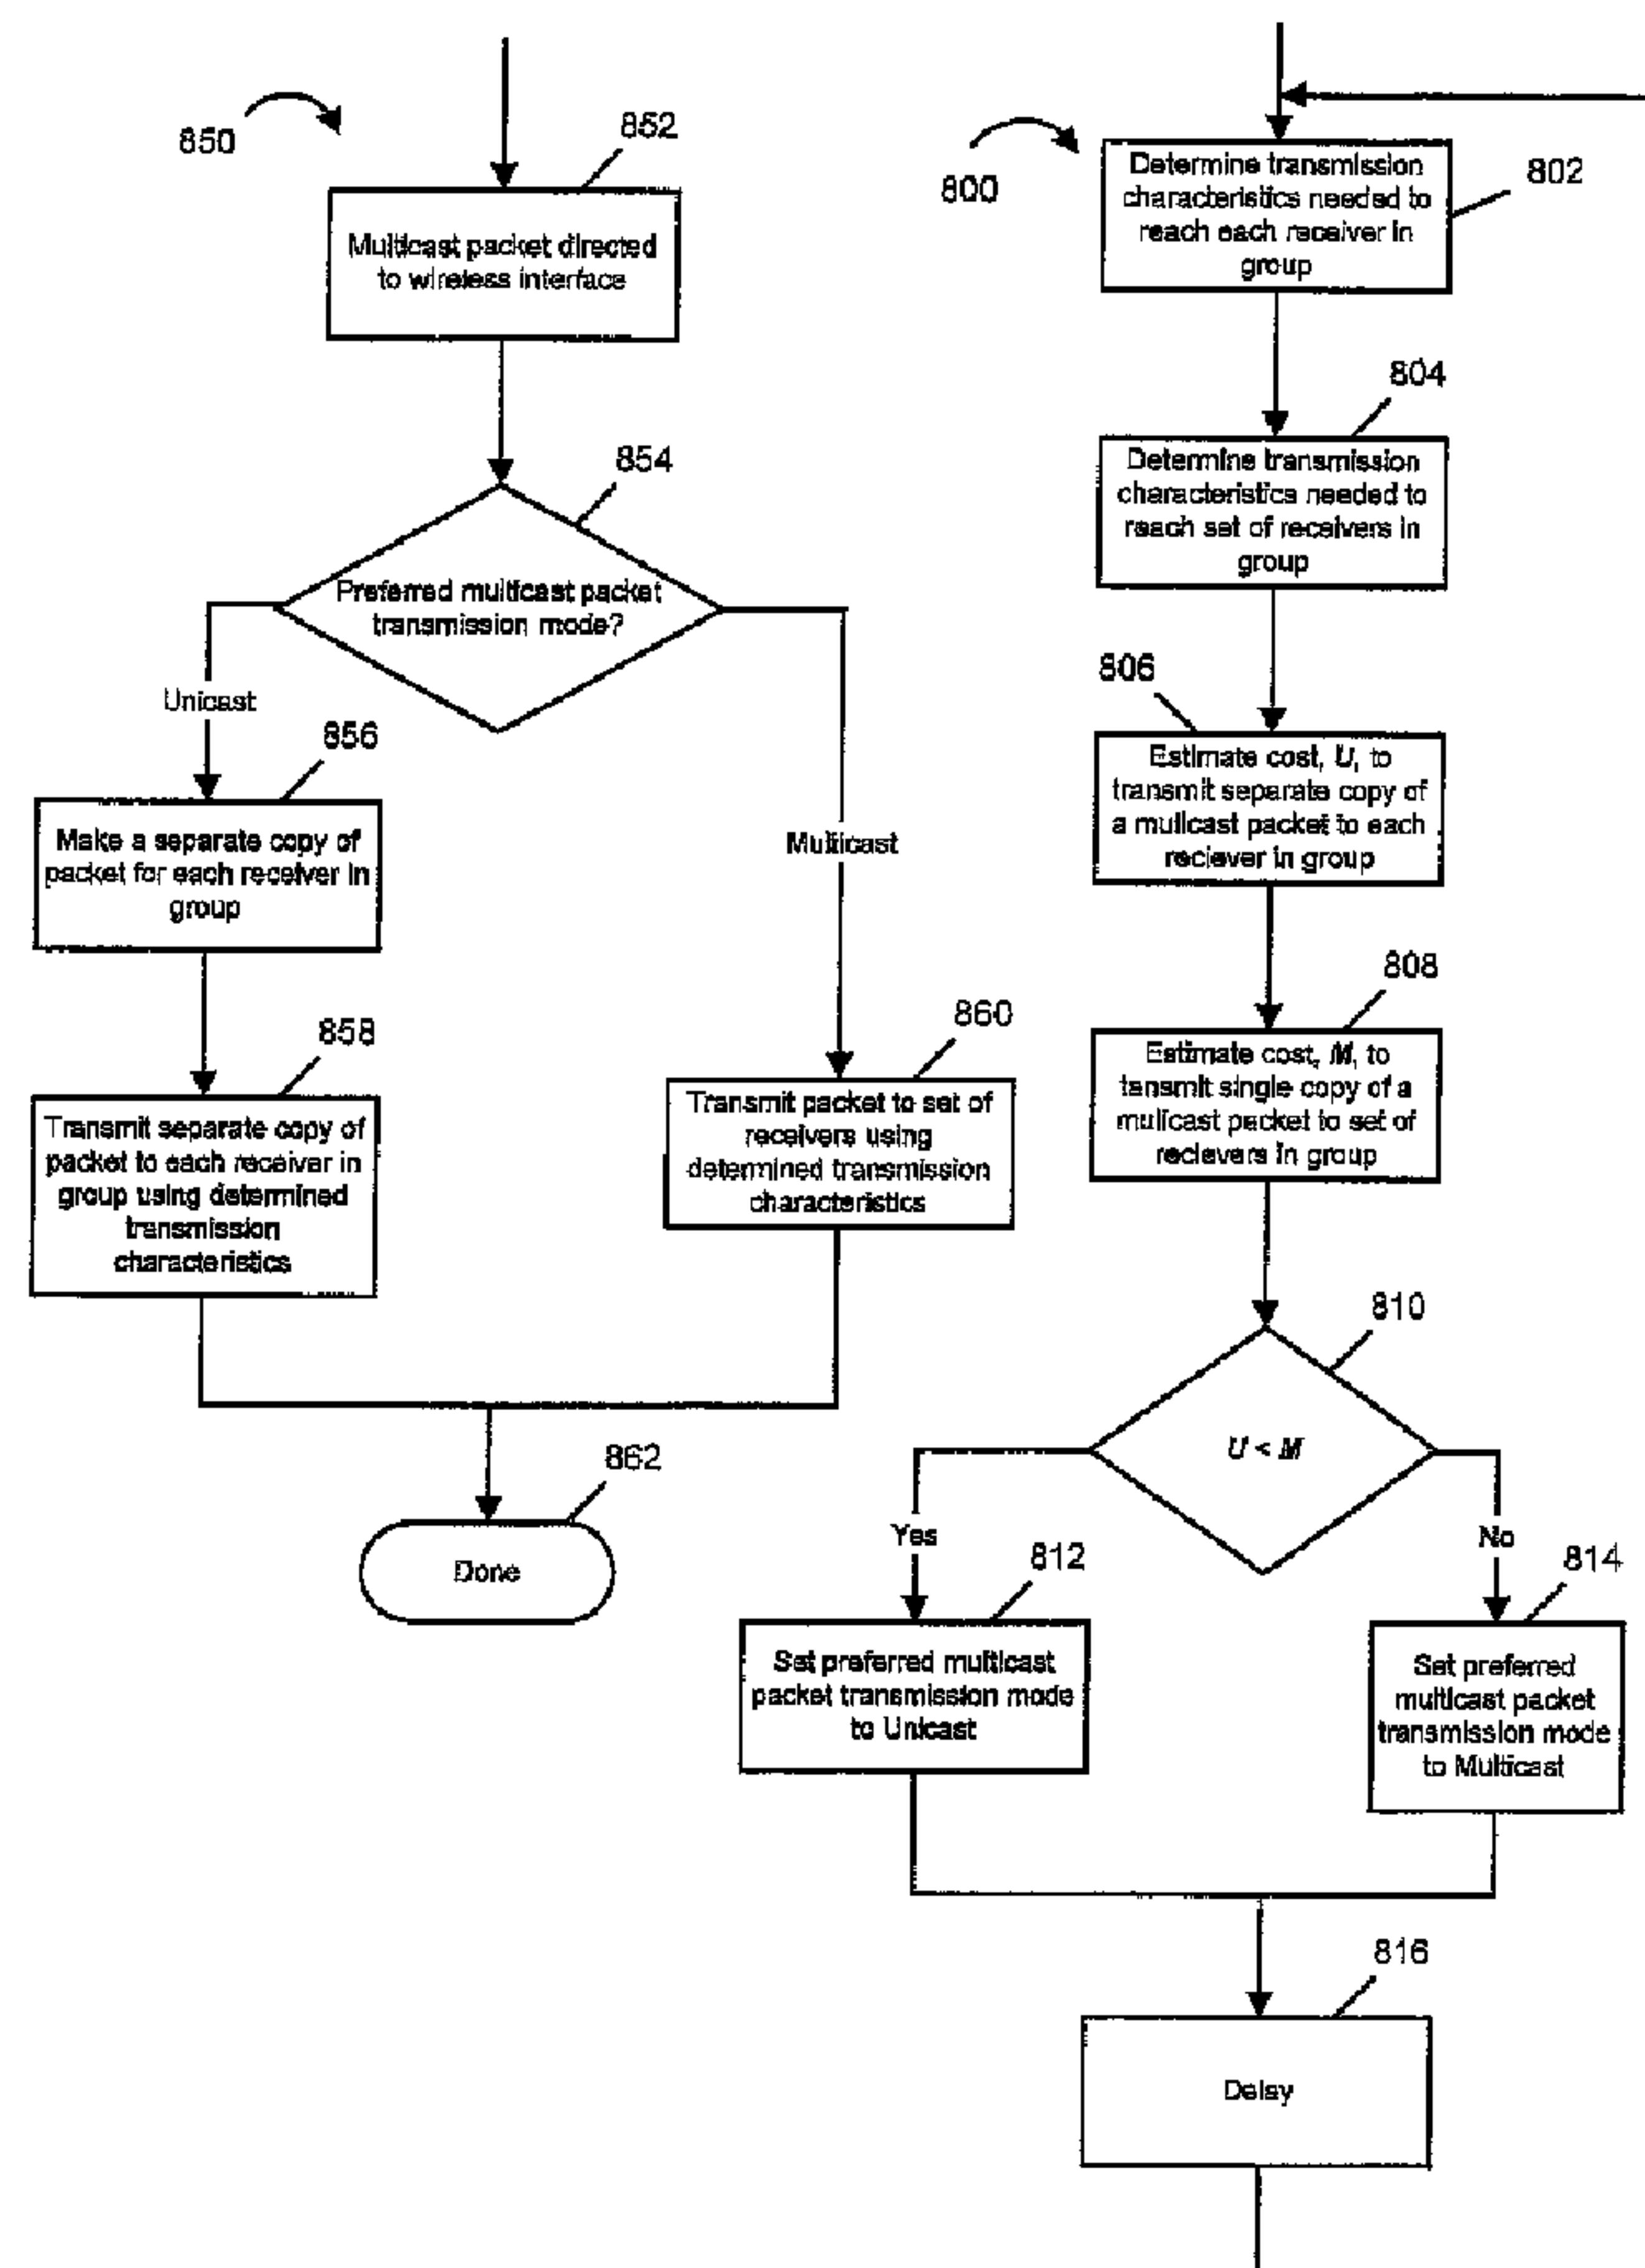 850
852
Multicast packet directed
to wireless interface
854
Preferred multicast packet
transmission mode?
Unicast
Multicast
856
Make a separate copy of
packet for each receiver in
group
858
Transmit separate copy of
packet to each receiver in
group using determined
transmission
characteristics
860
Transmit packet to set of
receivers using
determined transmission
characteristics
862
Done
800
802
Determine transmission
characteristics needed to
reach each receiver in
group
804
Determine transmission
characteristics needed to
reach set of receivers in
group
806
Estimate cost, U, to
transmit separate copy of
a mulicast packet to each
reciever in group
808
Estimate cost, M, to
tansmit single copy of a
mulicast packet to set of
recievers in group
810
U < M
Yes
No
812
Set preferred multicast
packet transmission mode
to Unicast
814
Set preferred
multicast packet
transmission mode
to Multicast
816
Delay